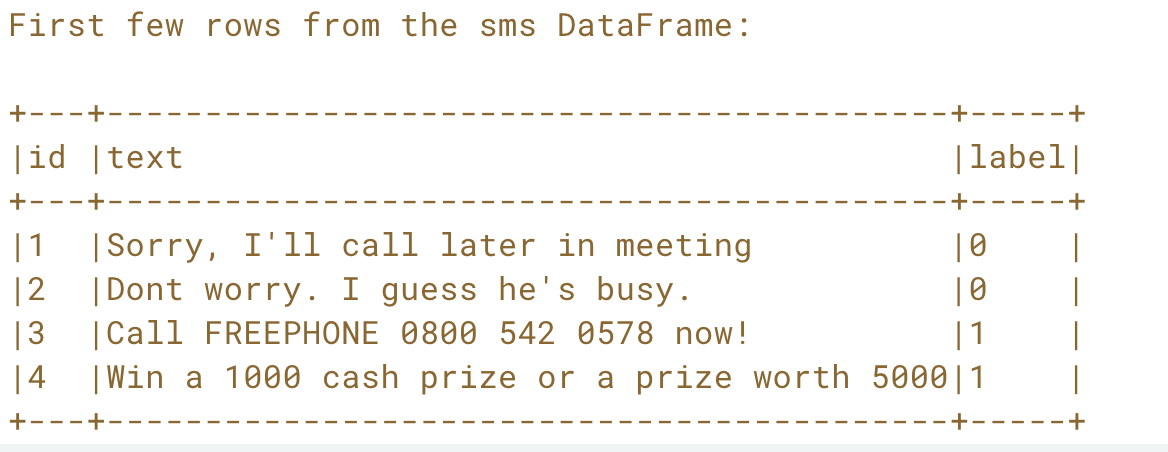 First few rows from the sms DataFrame:

+---+-------------------------------------------+-----+
|id |text                                       |label|
+---+-------------------------------------------+-----+
|1  |Sorry, I'll call later in meeting          |0    |
|2  |Dont worry. I guess he's busy.             |0    |
|3  |Call FREEPHONE 0800 542 0578 now!          |1    |
|4  |Win a 1000 cash prize or a prize worth 5000|1    |
+---+-------------------------------------------+-----+